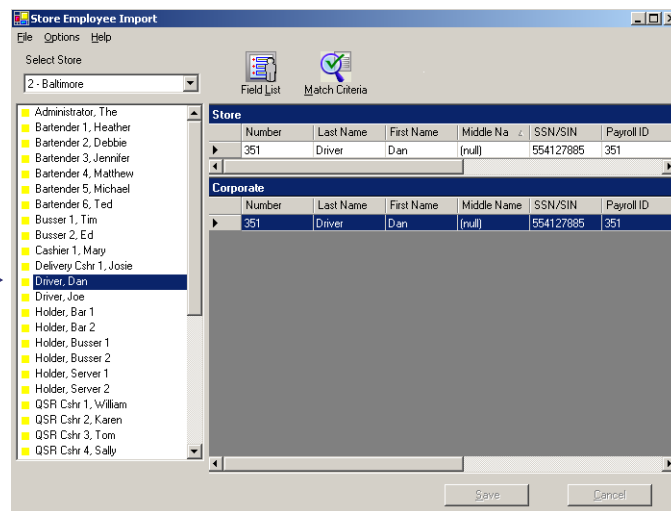 Store Employee Import
File Options Help
Select Store
2 - Baltimore
Field List
Match Criteria
Administrator, The
Bartender 1, Heather
Bartender 2, Debbie
Bartender 3, Jennifer
Bartender 4, Matthew
Bartender 5, Michael
Bartender 6, Ted
Busser 1, Tim
Busser 2, Ed
Cashier 1, Mary
Delivery Cshr 1, Josie
Driver, Dan
Driver, Joe
Holder, Bar 1
Holder, Bar 2
Holder, Busser 1
Holder, Busser 2
Holder, Server 1
Holder, Server 2
QSR Cshr 1, William
QSR Cshr 2, Karen
QSR Cshr 3, Tom
QSR Cshr 4, Sally
Store
Number Last Name First Name Middle Na SSN/SIN Payroll ID
351 Driver Dan (null) 554127885 351
Corporate
Number Last Name First Name Middle Name SSN/SIN Payroll ID
351 Driver Dan (null) 554127885 351
Save Cancel